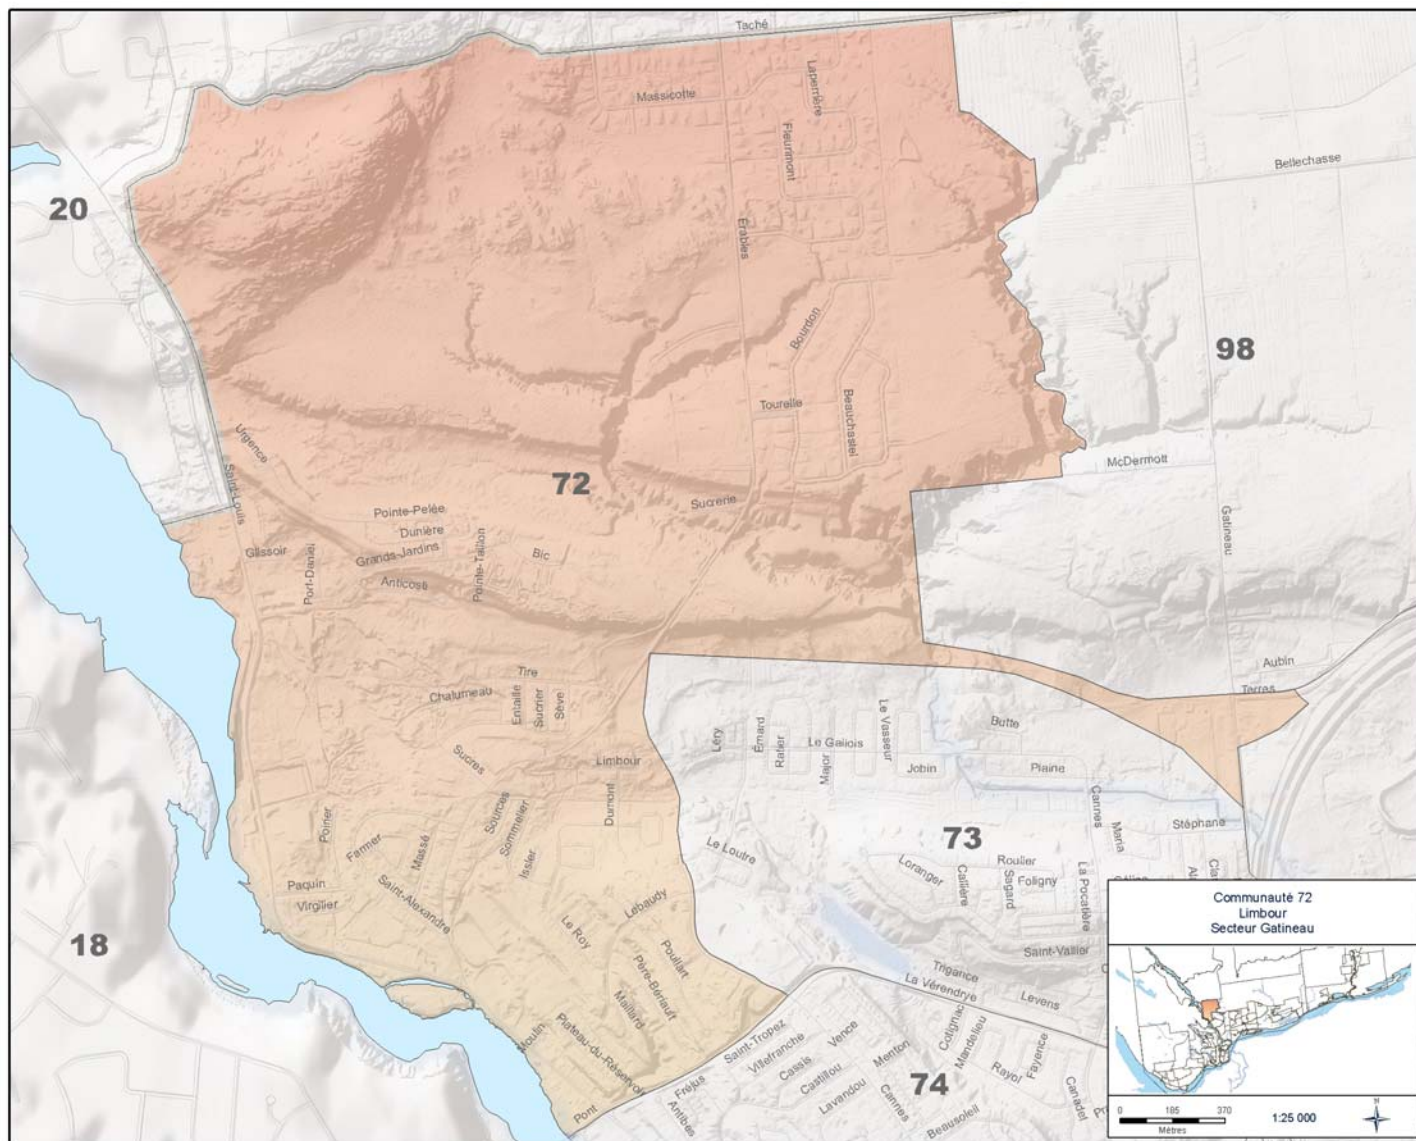 Taché
Laperrière
Massicotte
Fleurimont
Bellechasse
20
Érables
Bourdon
98
Tourelle
Beauchastel
Urgence
McDermott
Saint-Louis
72
Sucrerie
Pointe-Pelée
Gatineau
Dunière
Glissoir
Port-Daniel
Grands-Jardins
Pointe-Taillon
Bic
Anticosti
Aubin
Tire
Terres
Chalumeau
Entaille
Sucrier
Sève
Léry
Émard
Ratier
Le Gallois
Major
Le Vasseur
Butte
Sucres
Limbour
Jobin
Plaine
Dumont
Cannes
Poirier
Farmer
Massé
Sources
Sommelier
Issler
73
Maria
Stéphane
Le Loutre
Loranger
Callière
Roulier
Sagard
Foligny
La Pocatière
Paquin
Virgilier
Saint-Alexandre
Lebaudy
Le Roy
Poullart
18
Père-Bériault
Maillard
Saint-Vallier
Trigance
La Vérendrye
Levens
Moulin
Plateau-du-Réservoir
Saint-Tropez
Villefranche
Vence
Cotignac
Mandelieu
Cassis
Menton
Fayence
Castillou
Rayol
Fréjus
Lavandou
74
Cannes
Canadel
Pont
Antibes
Beausoleil
Communauté 72
Limbour
Secteur Gatineau
0 185 370
Mètres
1:25 000
N